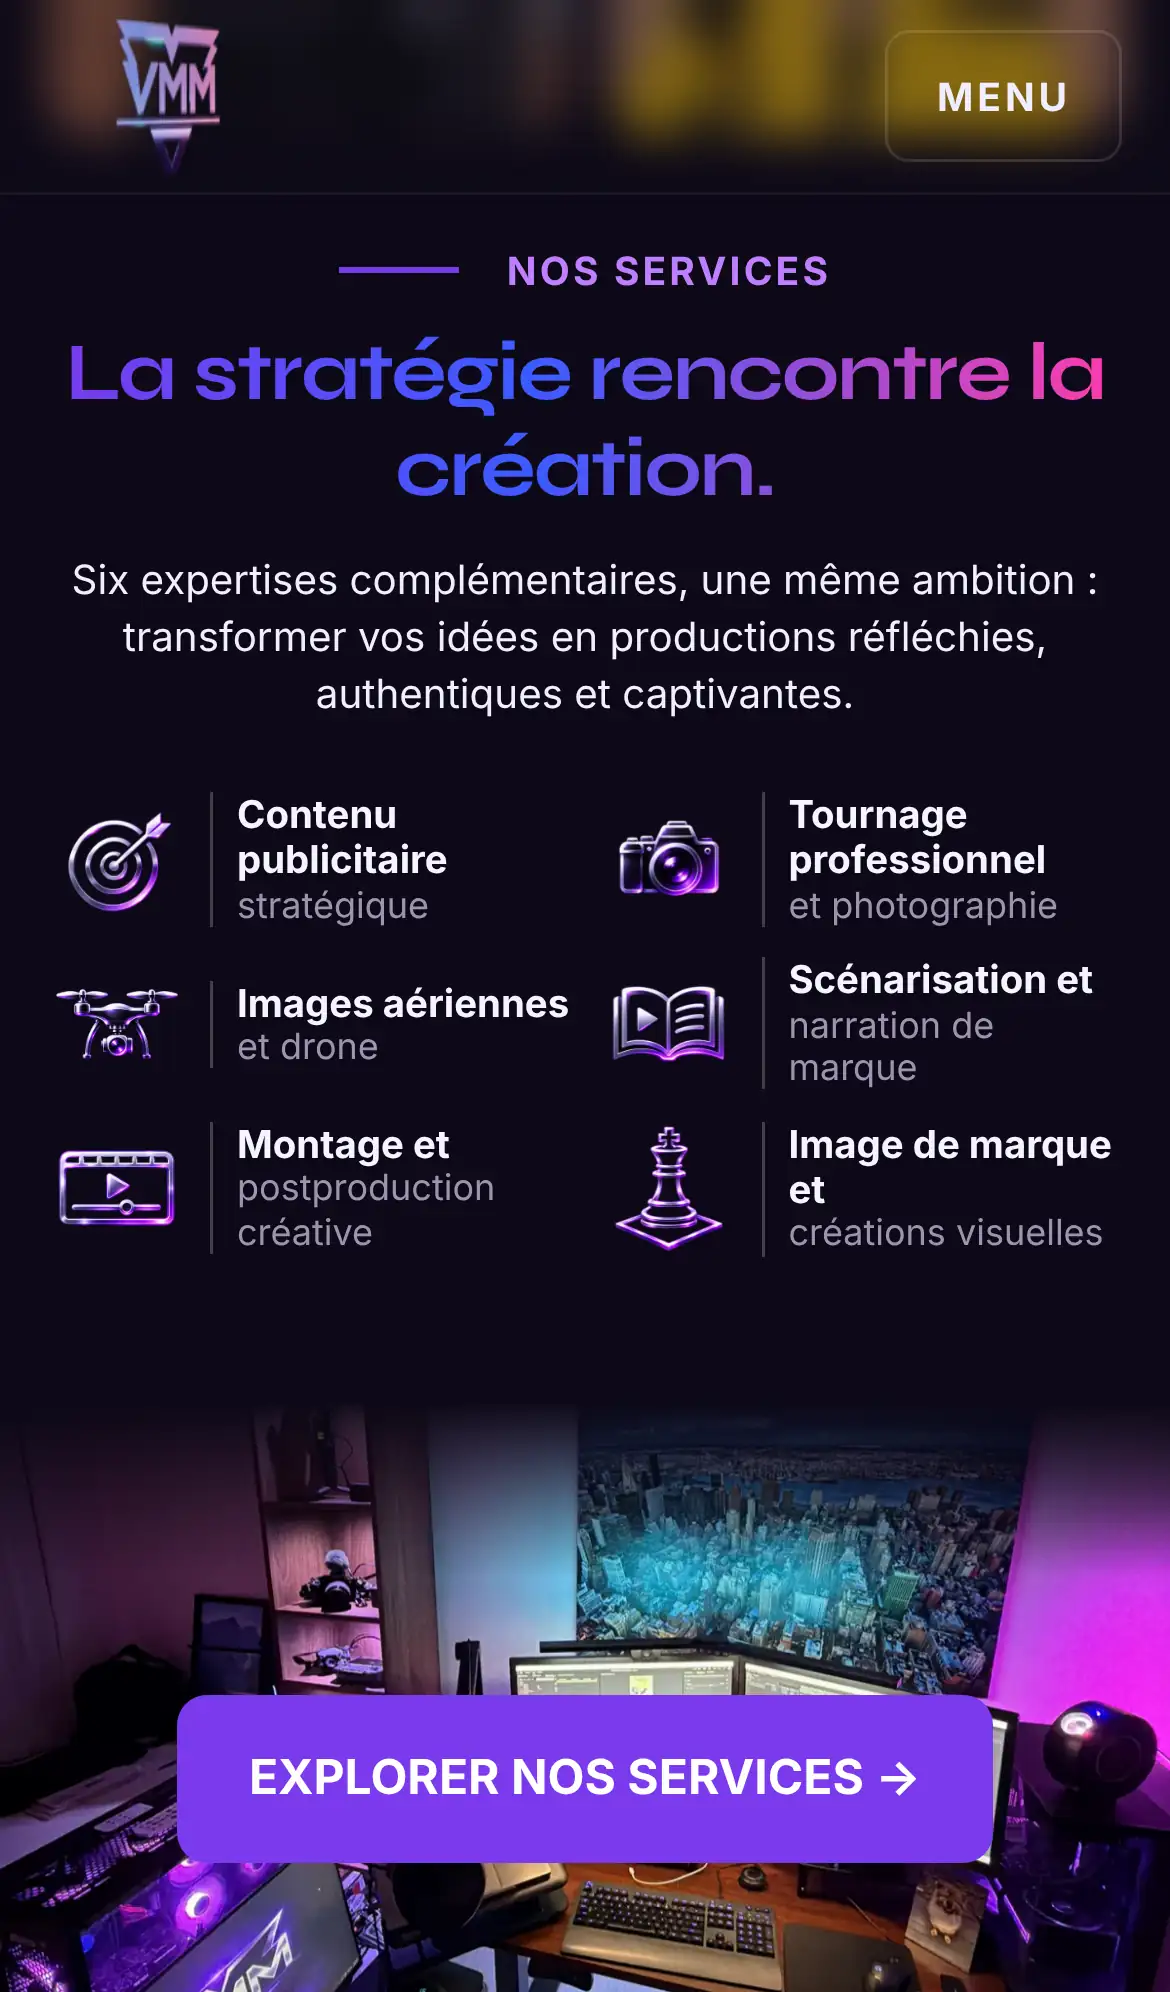 VMM
MENU
NOS SERVICES
La stratégie rencontre la
création.
Six expertises complémentaires, une même ambition :
transformer vos idées en productions réfléchies,
authentiques et captivantes.
Contenu
publicitaire
stratégique
Tournage
professionnel
et photographie
Images aériennes
et drone
Scénarisation et
narration de
marque
Montage et
postproduction
créative
Image de marque
et
créations visuelles
EXPLORER NOS SERVICES →
VMM